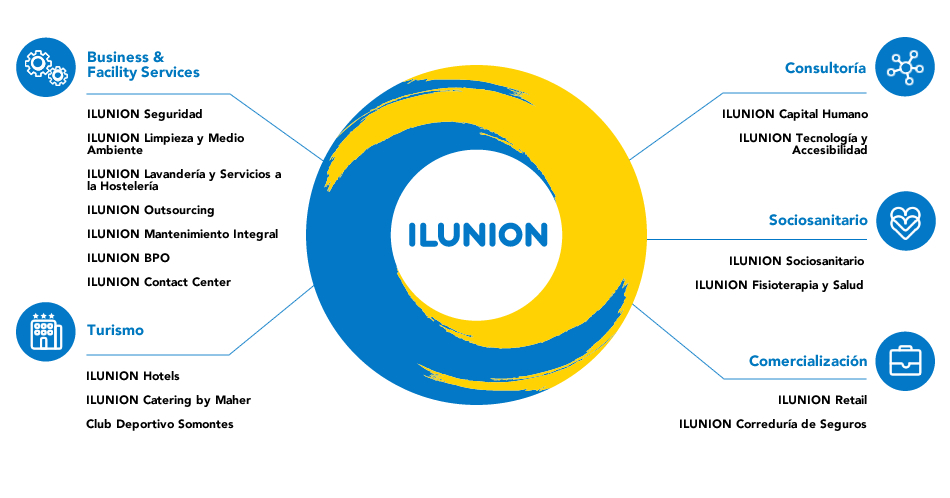 Business &
Facility Services
ILUNION Seguridad
ILUNION Limpieza y Medio
Ambiente
ILUNION Lavandería y Servicios a
la Hostelería
ILUNION Outsourcing
ILUNION Mantenimiento Integral
ILUNION BPO
ILUNION Contact Center
Turismo
ILUNION Hotels
ILUNION Catering by Maher
Club Deportivo Somontes
ILUNION
Consultoría
ILUNION Capital Humano
ILUNION Tecnología y
Accesibilidad
Sociosanitario
ILUNION Sociosanitario
ILUNION Fisioterapia y Salud
Comercialización
ILUNION Retail
ILUNION Correduría de Seguros